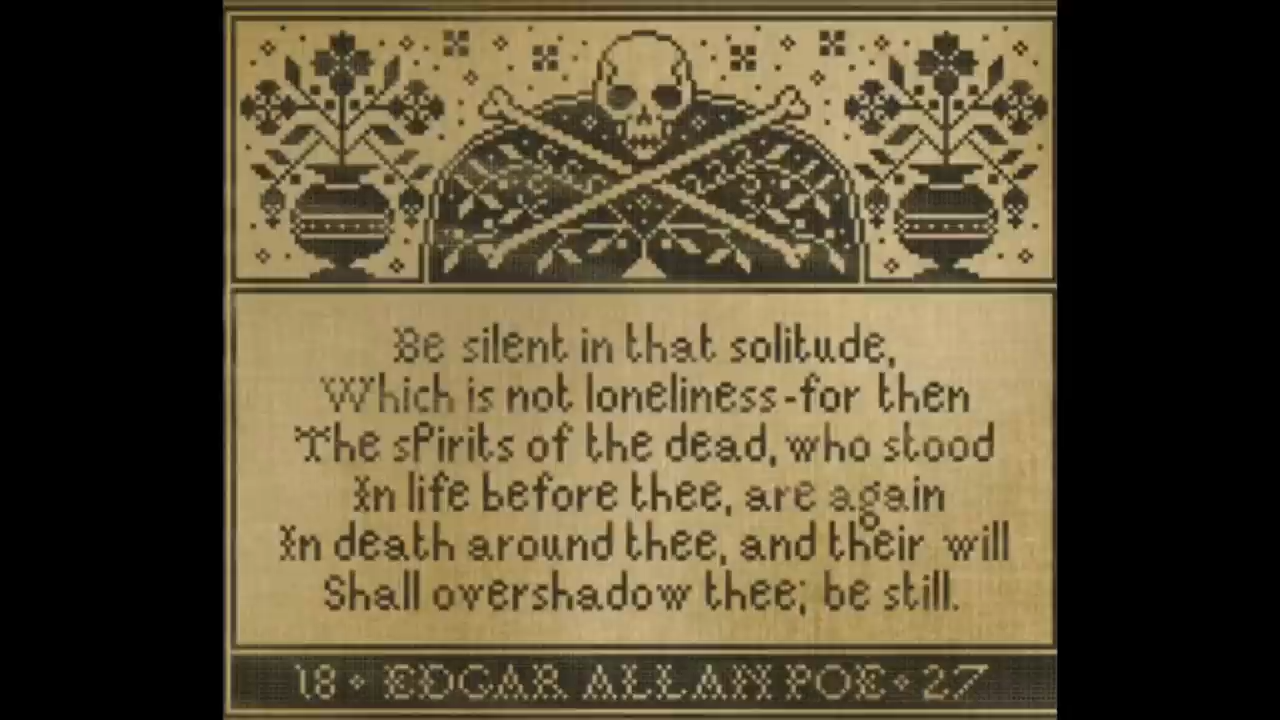 Be silent in that solitude,
Which is not loneliness-for then
The spirits of the dead, who stood
In life before thee, are again
In death around thee, and their will
Shall overshadow thee; be still.
18 • EDGAR ALLAN POE • 27